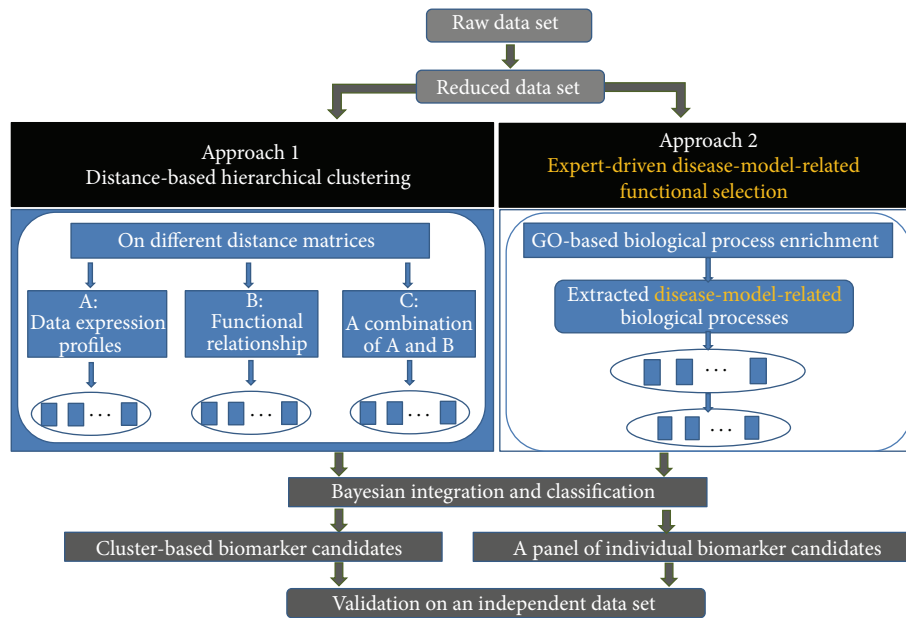 Raw data set
Reduced data set
Approach 1
Distance-based hierarchical clustering
Approach 2
Expert-driven disease-model-related
functional selection
On different distance matrices
A:
Data expression
profiles
B:
Functional
relationship
C:
A combination
of A and B
...
...
...
GO-based biological process enrichment
Extracted disease-model-related
biological processes
...
...
Bayesian integration and classification
Cluster-based biomarker candidates
A panel of individual biomarker candidates
Validation on an independent data set